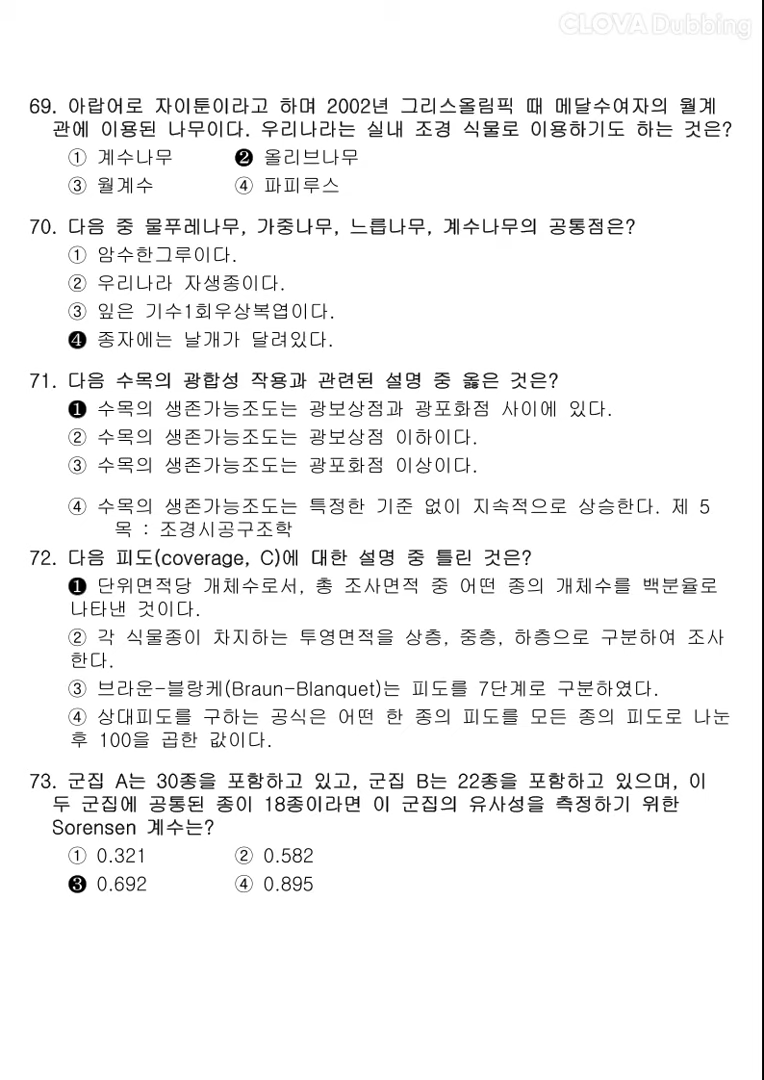 CLOVA Dubbing
69. 아랍어로 자이툰이라고 하며 2002년 그리스올림픽 때 메달수여자의 월계
관에 이용된 나무이다. 우리나라는 실내 조경 식물로 이용하기도 하는 것은?
① 계수나무 ❷ 올리브나무
③ 월계수 ④ 파피루스
70. 다음 중 물푸레나무, 가중나무, 느릅나무, 계수나무의 공통점은?
① 암수한그루이다.
② 우리나라 자생종이다.
③ 잎은 기수1회우상복엽이다.
❹ 종자에는 날개가 달려있다.
71. 다음 수목의 광합성 작용과 관련된 설명 중 옳은 것은?
❶ 수목의 생존가능조도는 광보상점과 광포화점 사이에 있다.
② 수목의 생존가능조도는 광보상점 이하이다.
③ 수목의 생존가능조도는 광포화점 이상이다.
④ 수목의 생존가능조도는 특정한 기준 없이 지속적으로 상승한다. 제 5
목 : 조경시공구조학
72. 다음 피도(coverage, C)에 대한 설명 중 틀린 것은?
❶ 단위면적당 개체수로서, 총 조사면적 중 어떤 종의 개체수를 백분율로
나타낸 것이다.
② 각 식물종이 차지하는 투영면적을 상층, 중층, 하층으로 구분하여 조사
한다.
③ 브라운-블랑케(Braun-Blanquet)는 피도를 7단계로 구분하였다.
④ 상대피도를 구하는 공식은 어떤 한 종의 피도를 모든 종의 피도로 나눈
후 100을 곱한 값이다.
73. 군집 A는 30종을 포함하고 있고, 군집 B는 22종을 포함하고 있으며, 이
두 군집에 공통된 종이 18종이라면 이 군집의 유사성을 측정하기 위한
Sorensen 계수는?
① 0.321 ② 0.582
❸ 0.692 ④ 0.895